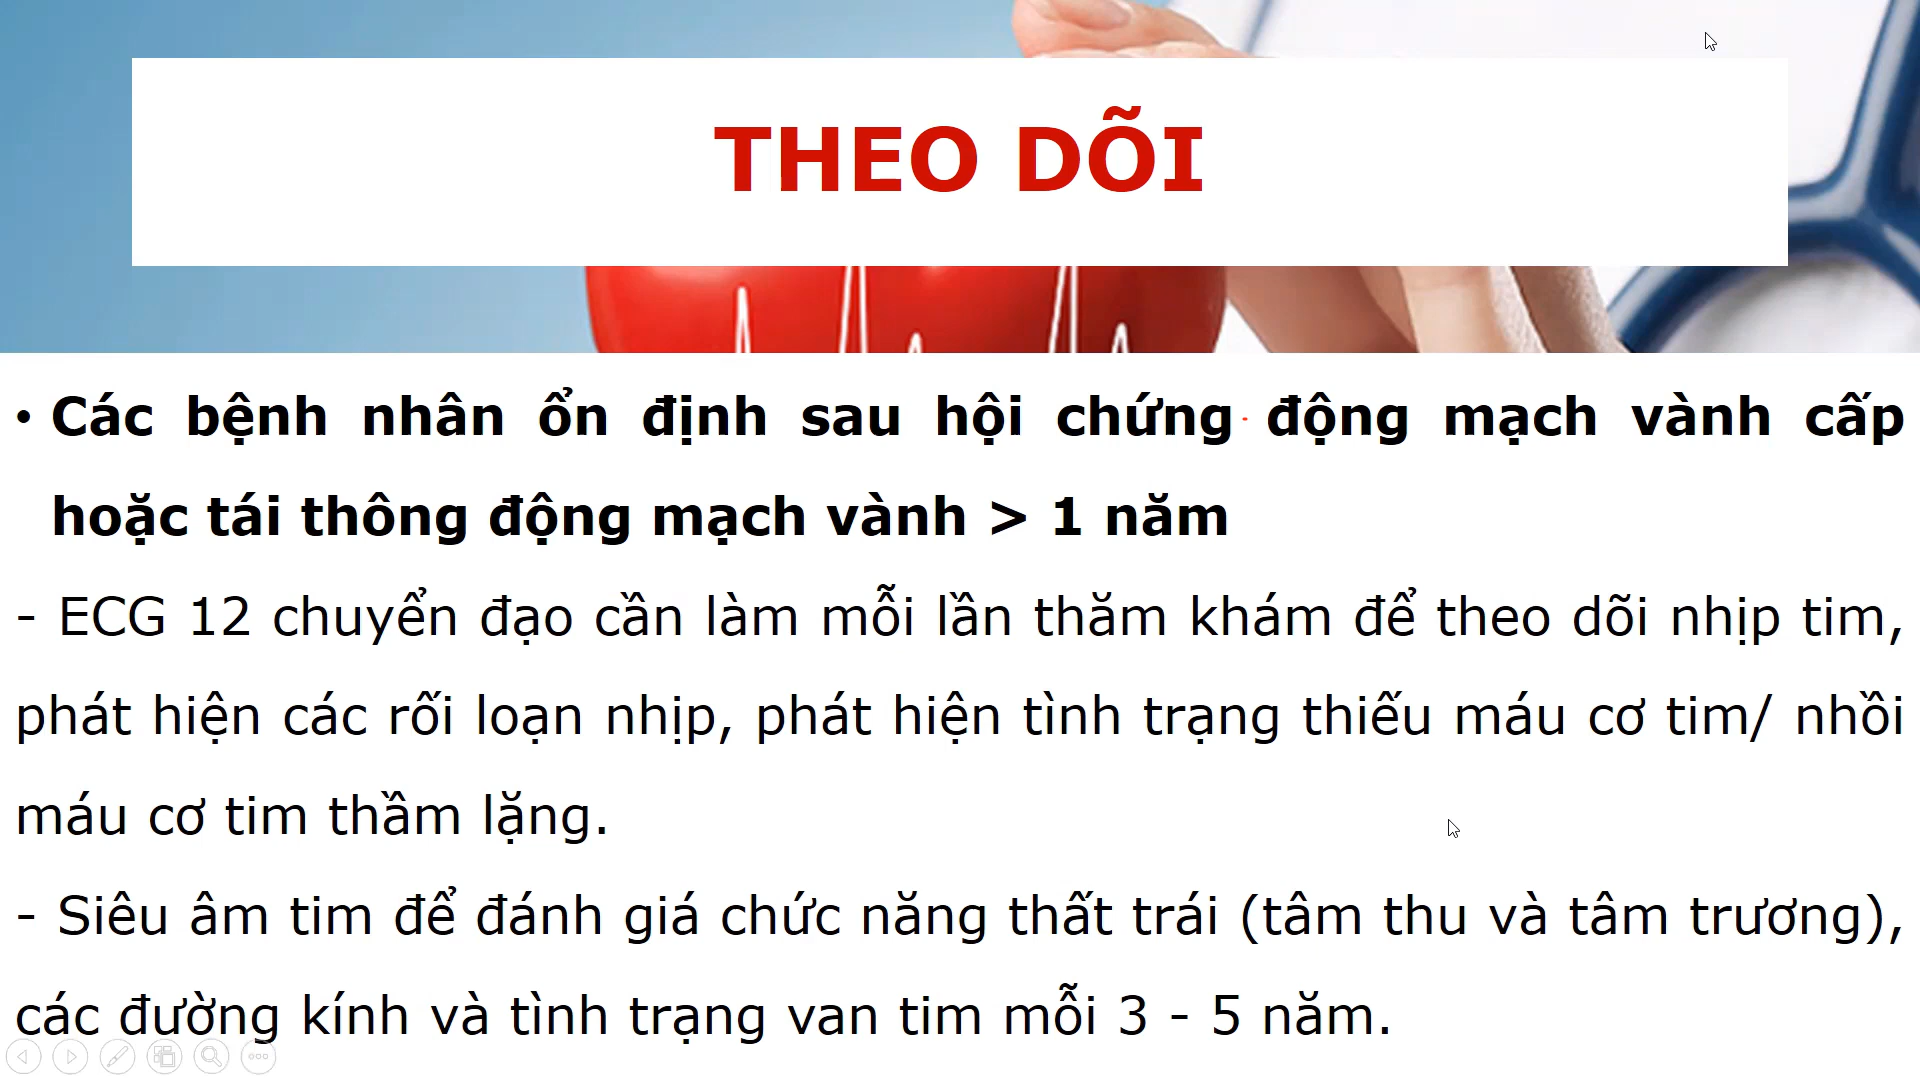 THEO DÕI
• Các bệnh nhân ổn định sau hội chứng động mạch vành cấp
hoặc tái thông động mạch vành > 1 năm
- ECG 12 chuyển đạo cần làm mỗi lần thăm khám để theo dõi nhịp tim,
phát hiện các rối loạn nhịp, phát hiện tình trạng thiếu máu cơ tim/ nhồi
máu cơ tim thầm lặng.
- Siêu âm tim để đánh giá chức năng thất trái (tâm thu và tâm trương),
các đường kính và tình trạng van tim mỗi 3 - 5 năm.